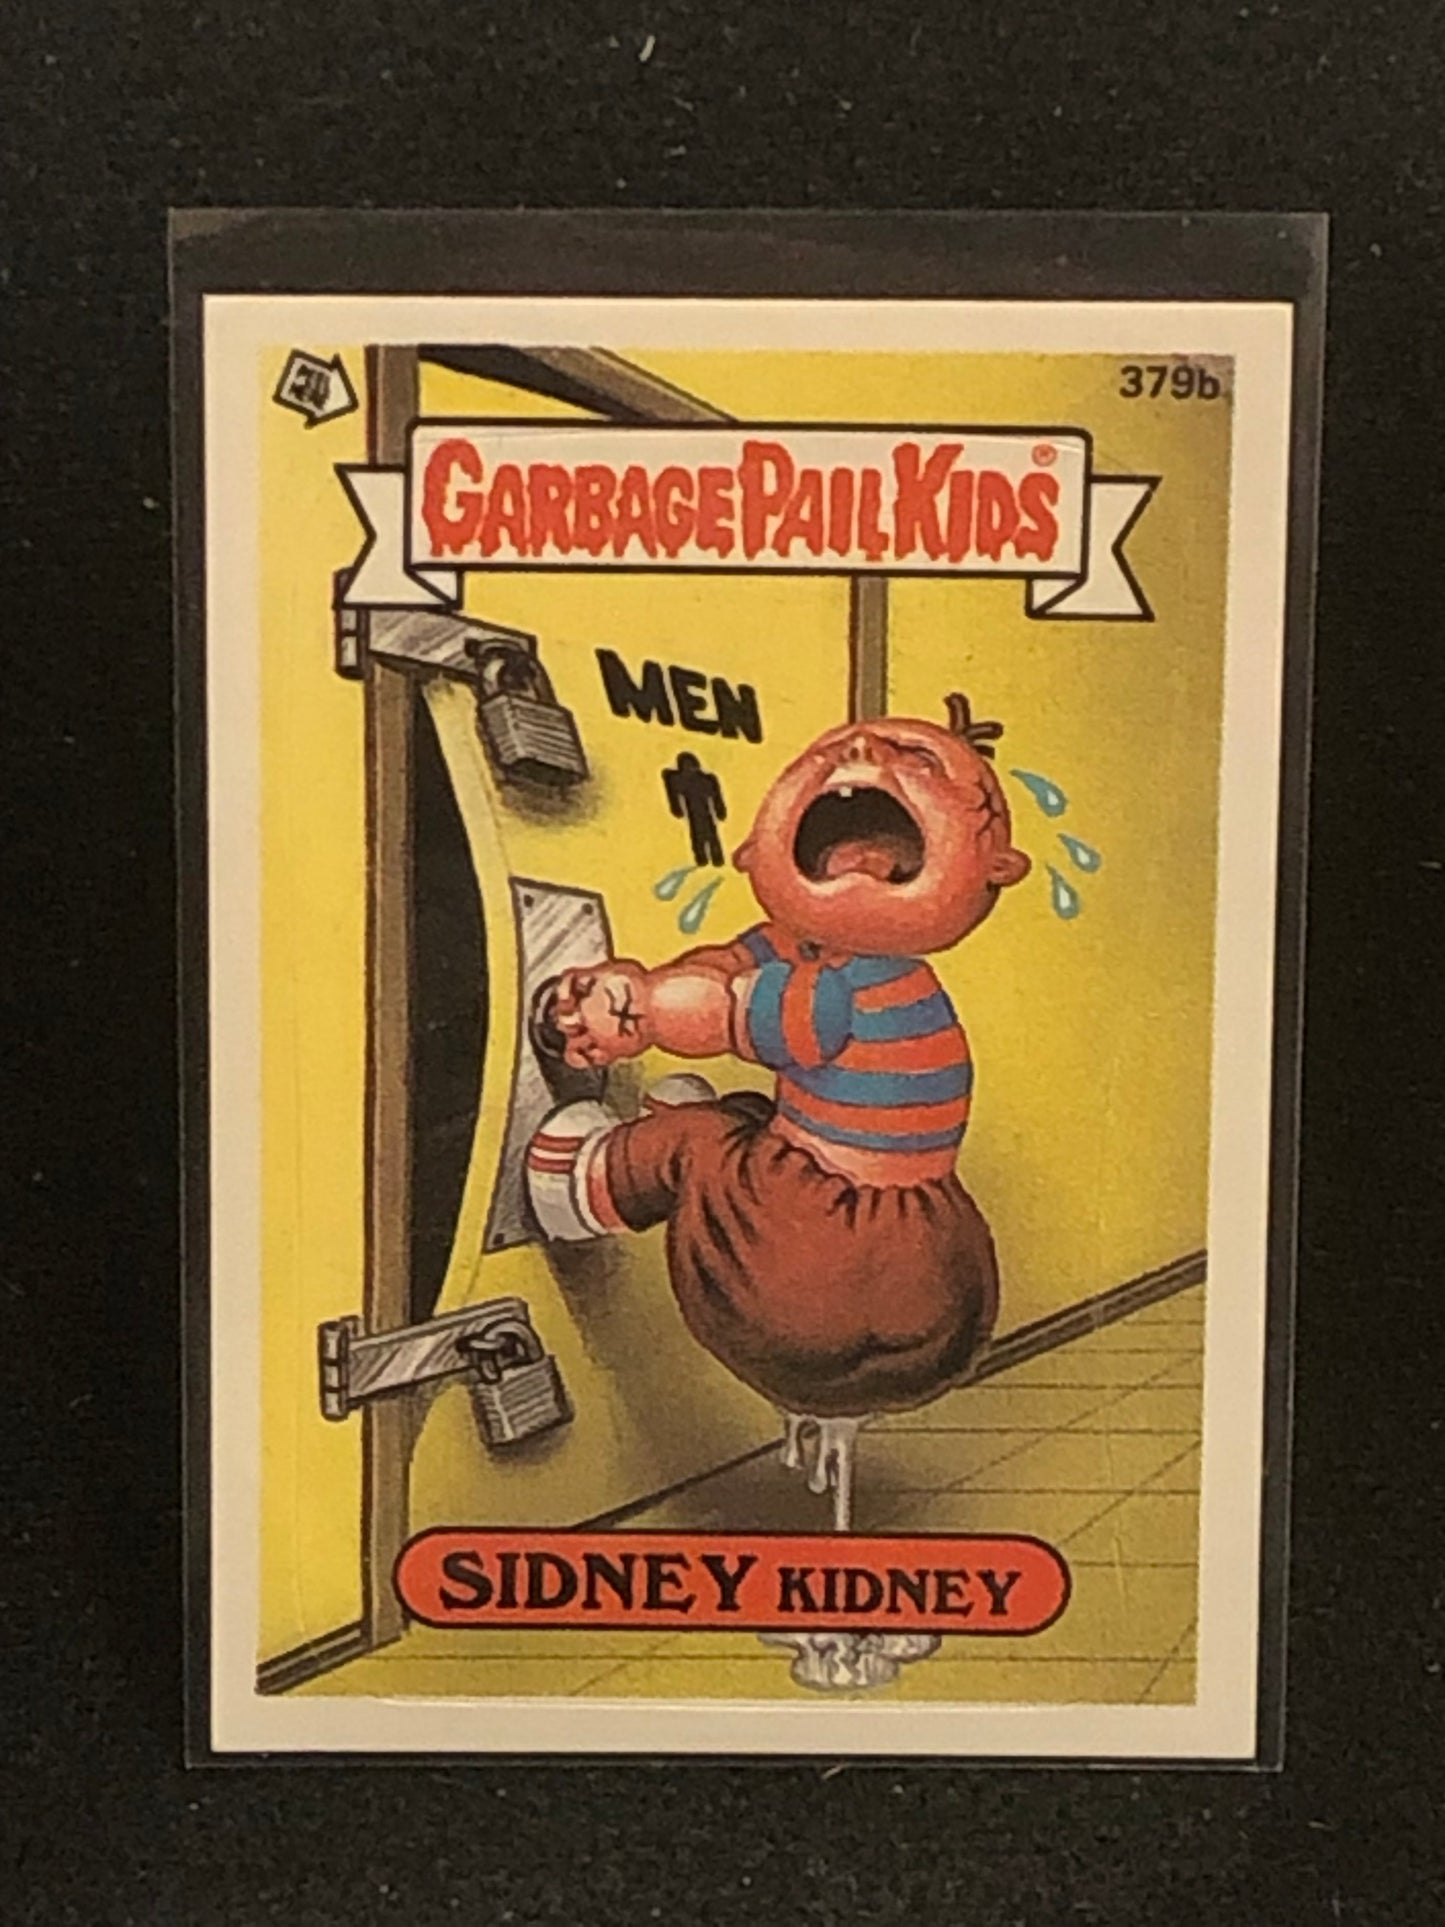 379b
GARBAGE PAIL KIDS®
MEN
SIDNEY KIDNEY